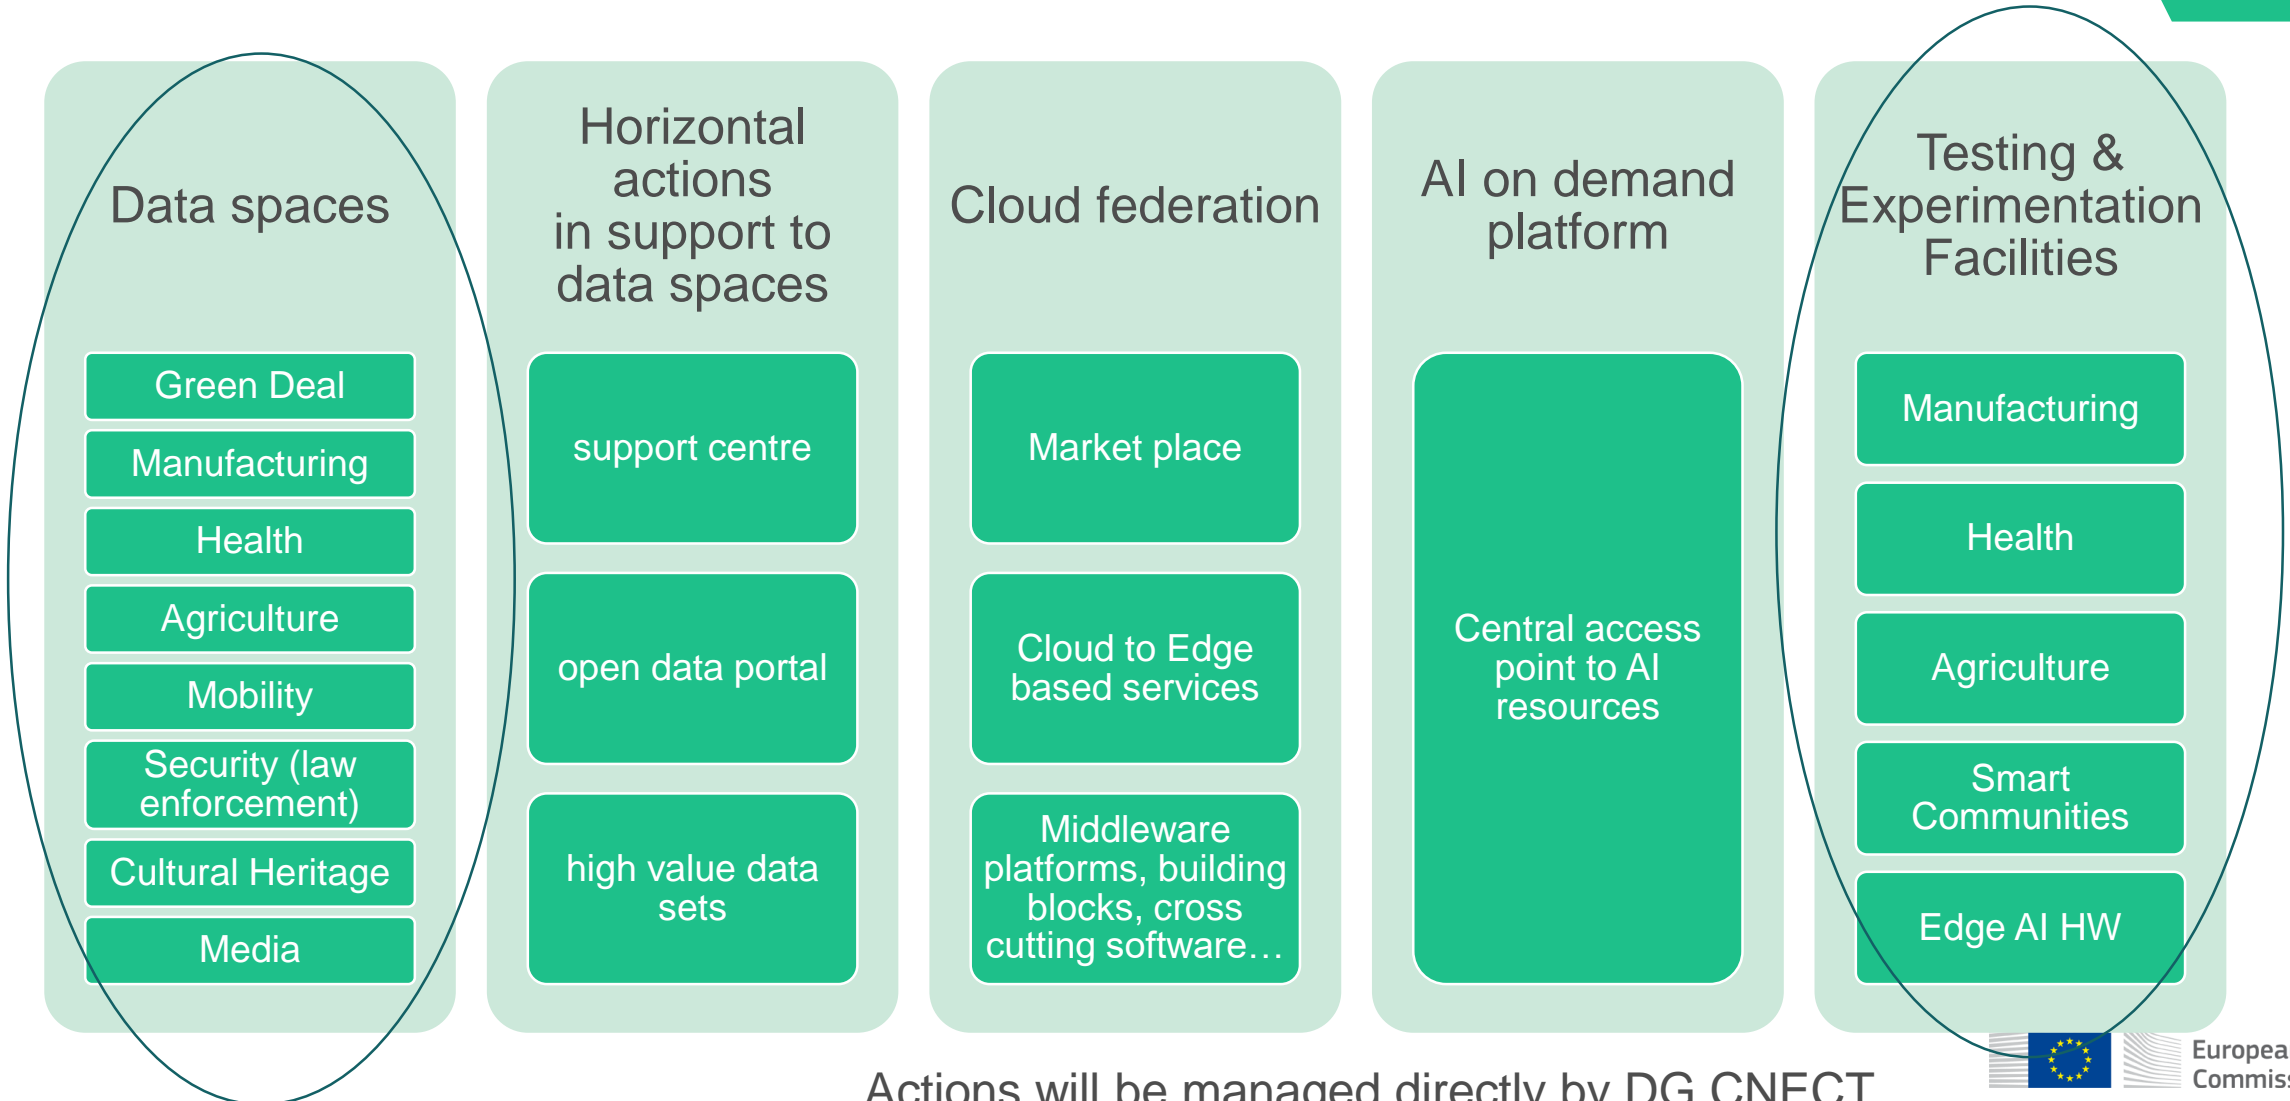 Data spaces
Green Deal
Manufacturing
Health
Agriculture
Mobility
Security (law
enforcement)
Cultural Heritage
Media
Horizontal
actions
in support to
data spaces
support centre
open data portal
high value data
sets
Cloud federation
Market place
Cloud to Edge
based services
Middleware
platforms, building
blocks, cross
cutting software…
AI on demand
platform
Central access
point to AI
resources
Testing &
Experimentation
Facilities
Manufacturing
Health
Agriculture
Smart
Communities
Edge AI HW
Actions will be managed directly by DG CNECT
Europea
Commiss